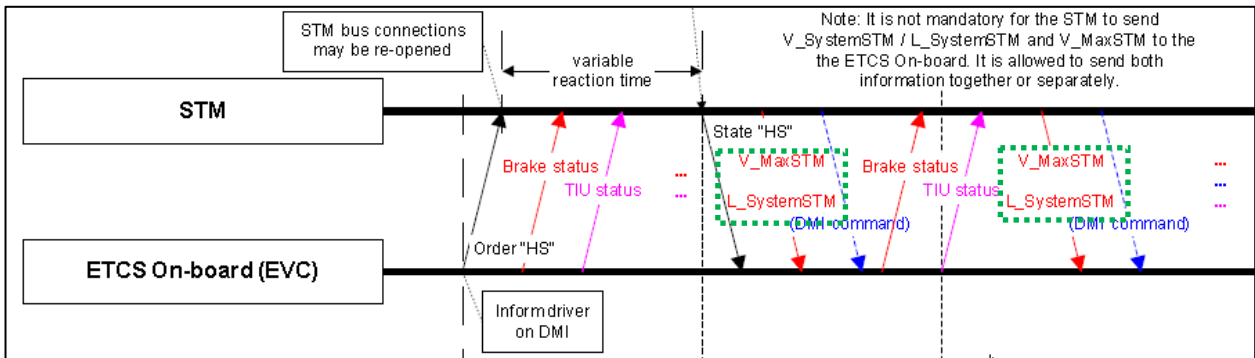 STM bus connections
may be re-opened
variable
reaction time
Note: It is not mandatory for the STM to send
V_SystemSTM / L_SystemSTM and V_MaxSTM to the
the ETCS On-board. It is allowed to send both
information together or separately.
STM
State "HS"
Brake status
TIU status
...
...
V_MaxSTM
L_SystemSTM
(DMI command)
Brake status
TIU status
V_MaxSTM
L_SystemSTM
(DMI command)
...
...
...
Order "HS"
ETCS On-board (EVC)
Inform driver
on DMI